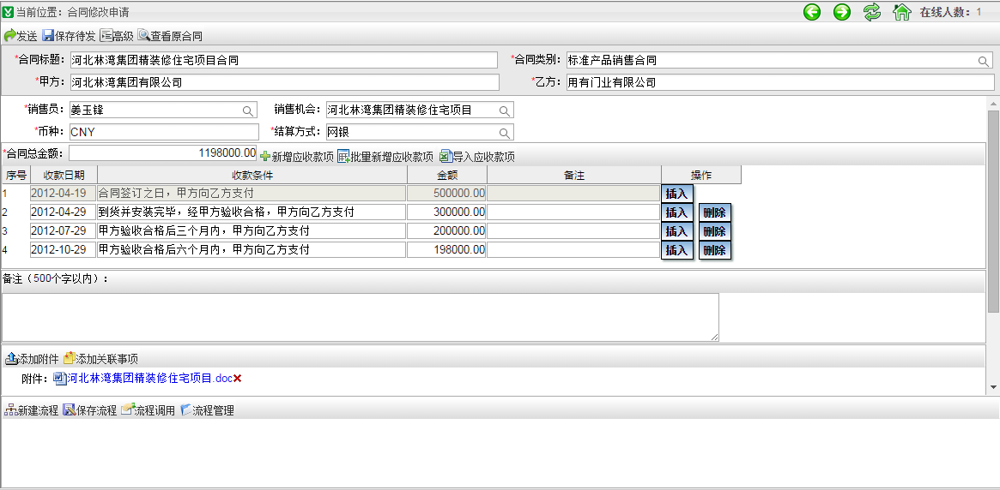 当前位置：合同修改申请 在线人数：1
发送 保存待发 高级 查看原合同
*合同标题：河北林湾集团精装修住宅项目合同 *合同类别：标准产品销售合同
*甲方：河北林湾集团有限公司 *乙方：用有门业有限公司
*销售员：姜玉锋 销售机会：河北林湾集团精装修住宅项目
*币种：CNY *结算方式：网银
*合同总金额：1198000.00 新增应收款项 批量新增应收款项 导入应收款项
序号 收款日期 收款条件 金额 备注 操作
1 2012-04-19 合同签订之日，甲方向乙方支付 500000.00 插入
2 2012-04-29 到货并安装完毕，经甲方验收合格，甲方向乙方支付 300000.00 插入 删除
3 2012-07-29 甲方验收合格后三个月内，甲方向乙方支付 200000.00 插入 删除
4 2012-10-29 甲方验收合格后六个月内，甲方向乙方支付 198000.00 插入 删除
备注（500个字以内）：
添加附件 添加关联事项
附件：河北林湾集团精装修住宅项目.doc
新建流程 保存流程 流程调用 流程管理